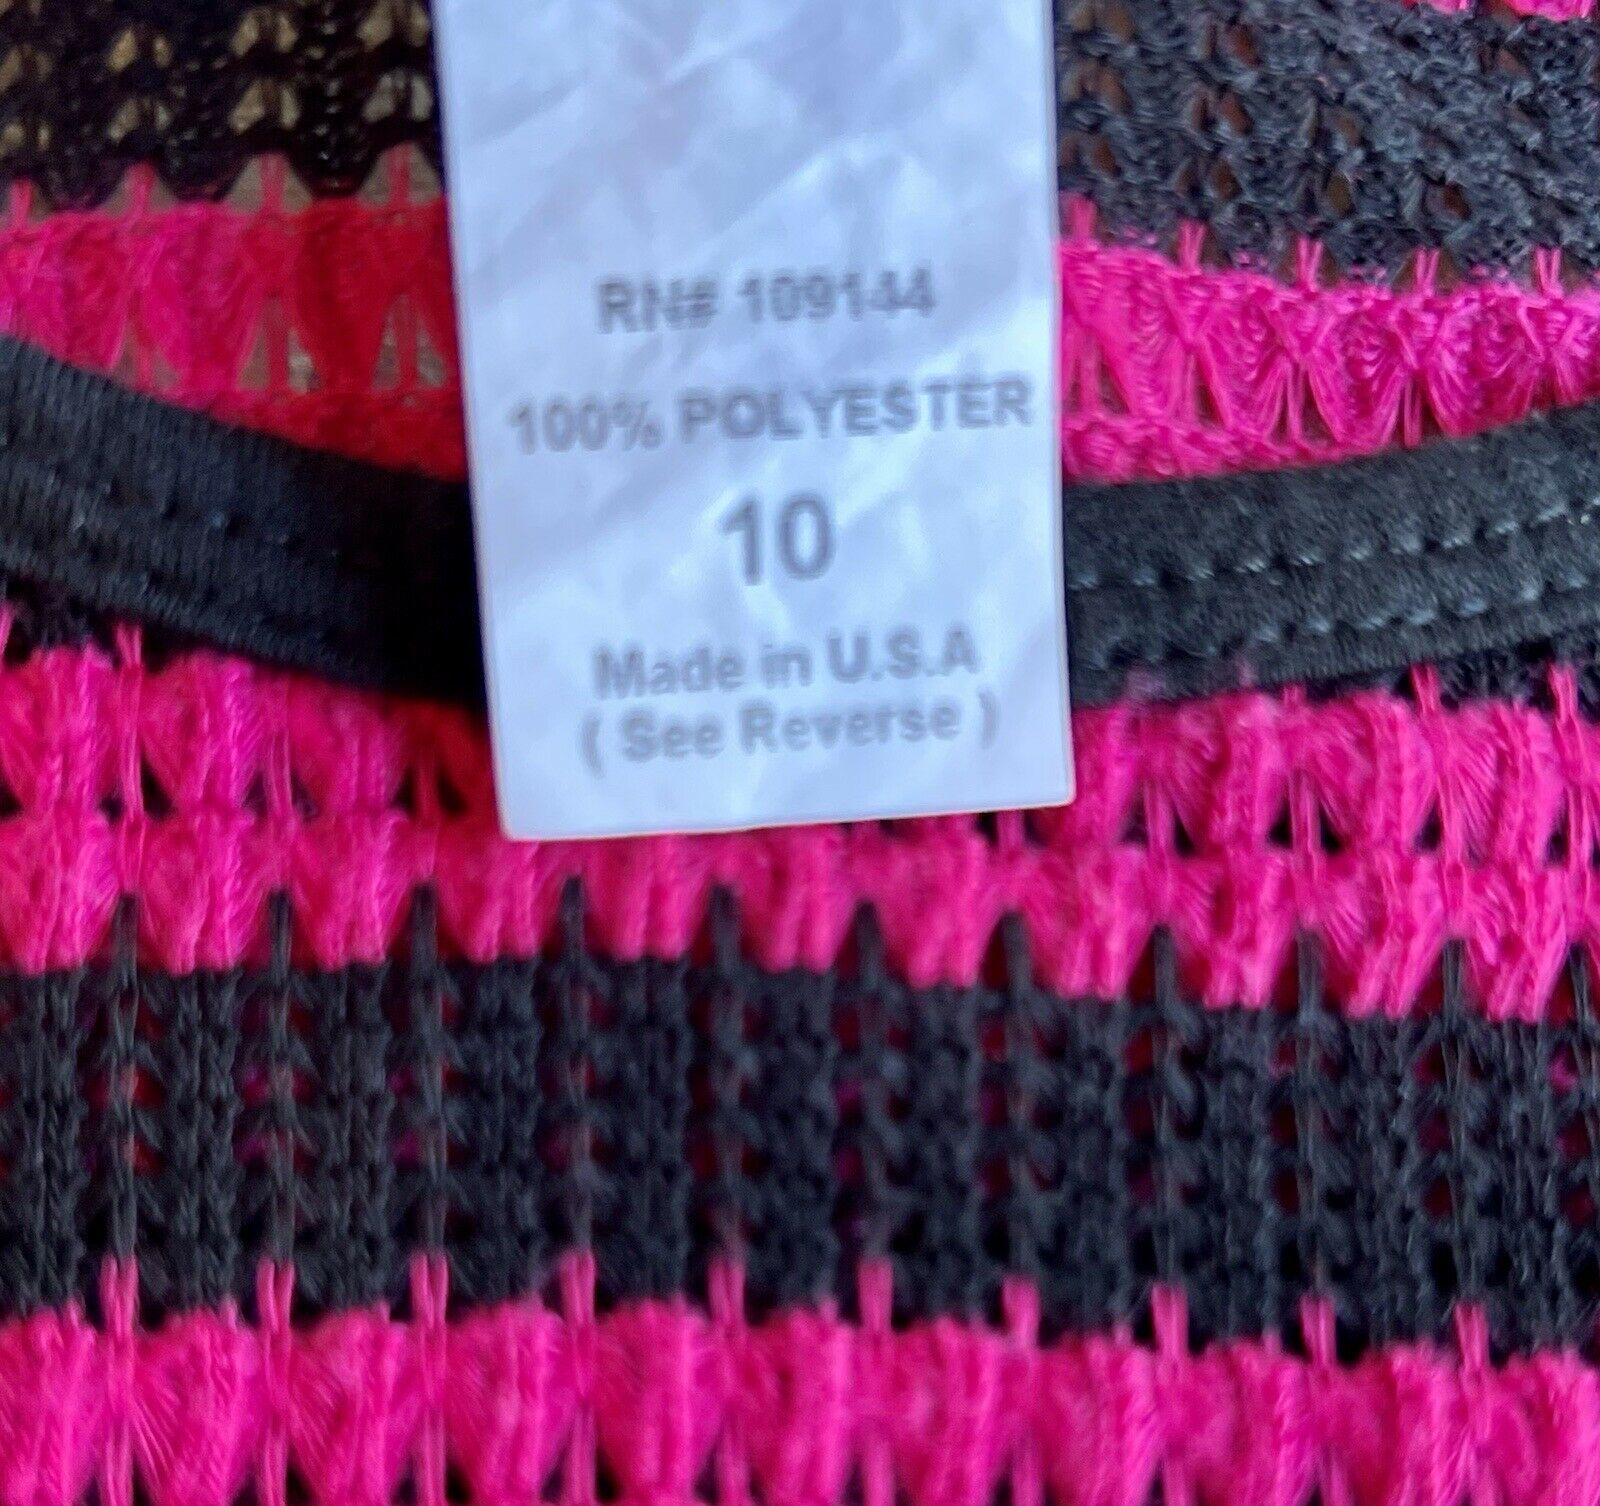 RN# 109144
100% POLYESTER
10
Made in U.S.A
( See Reverse )